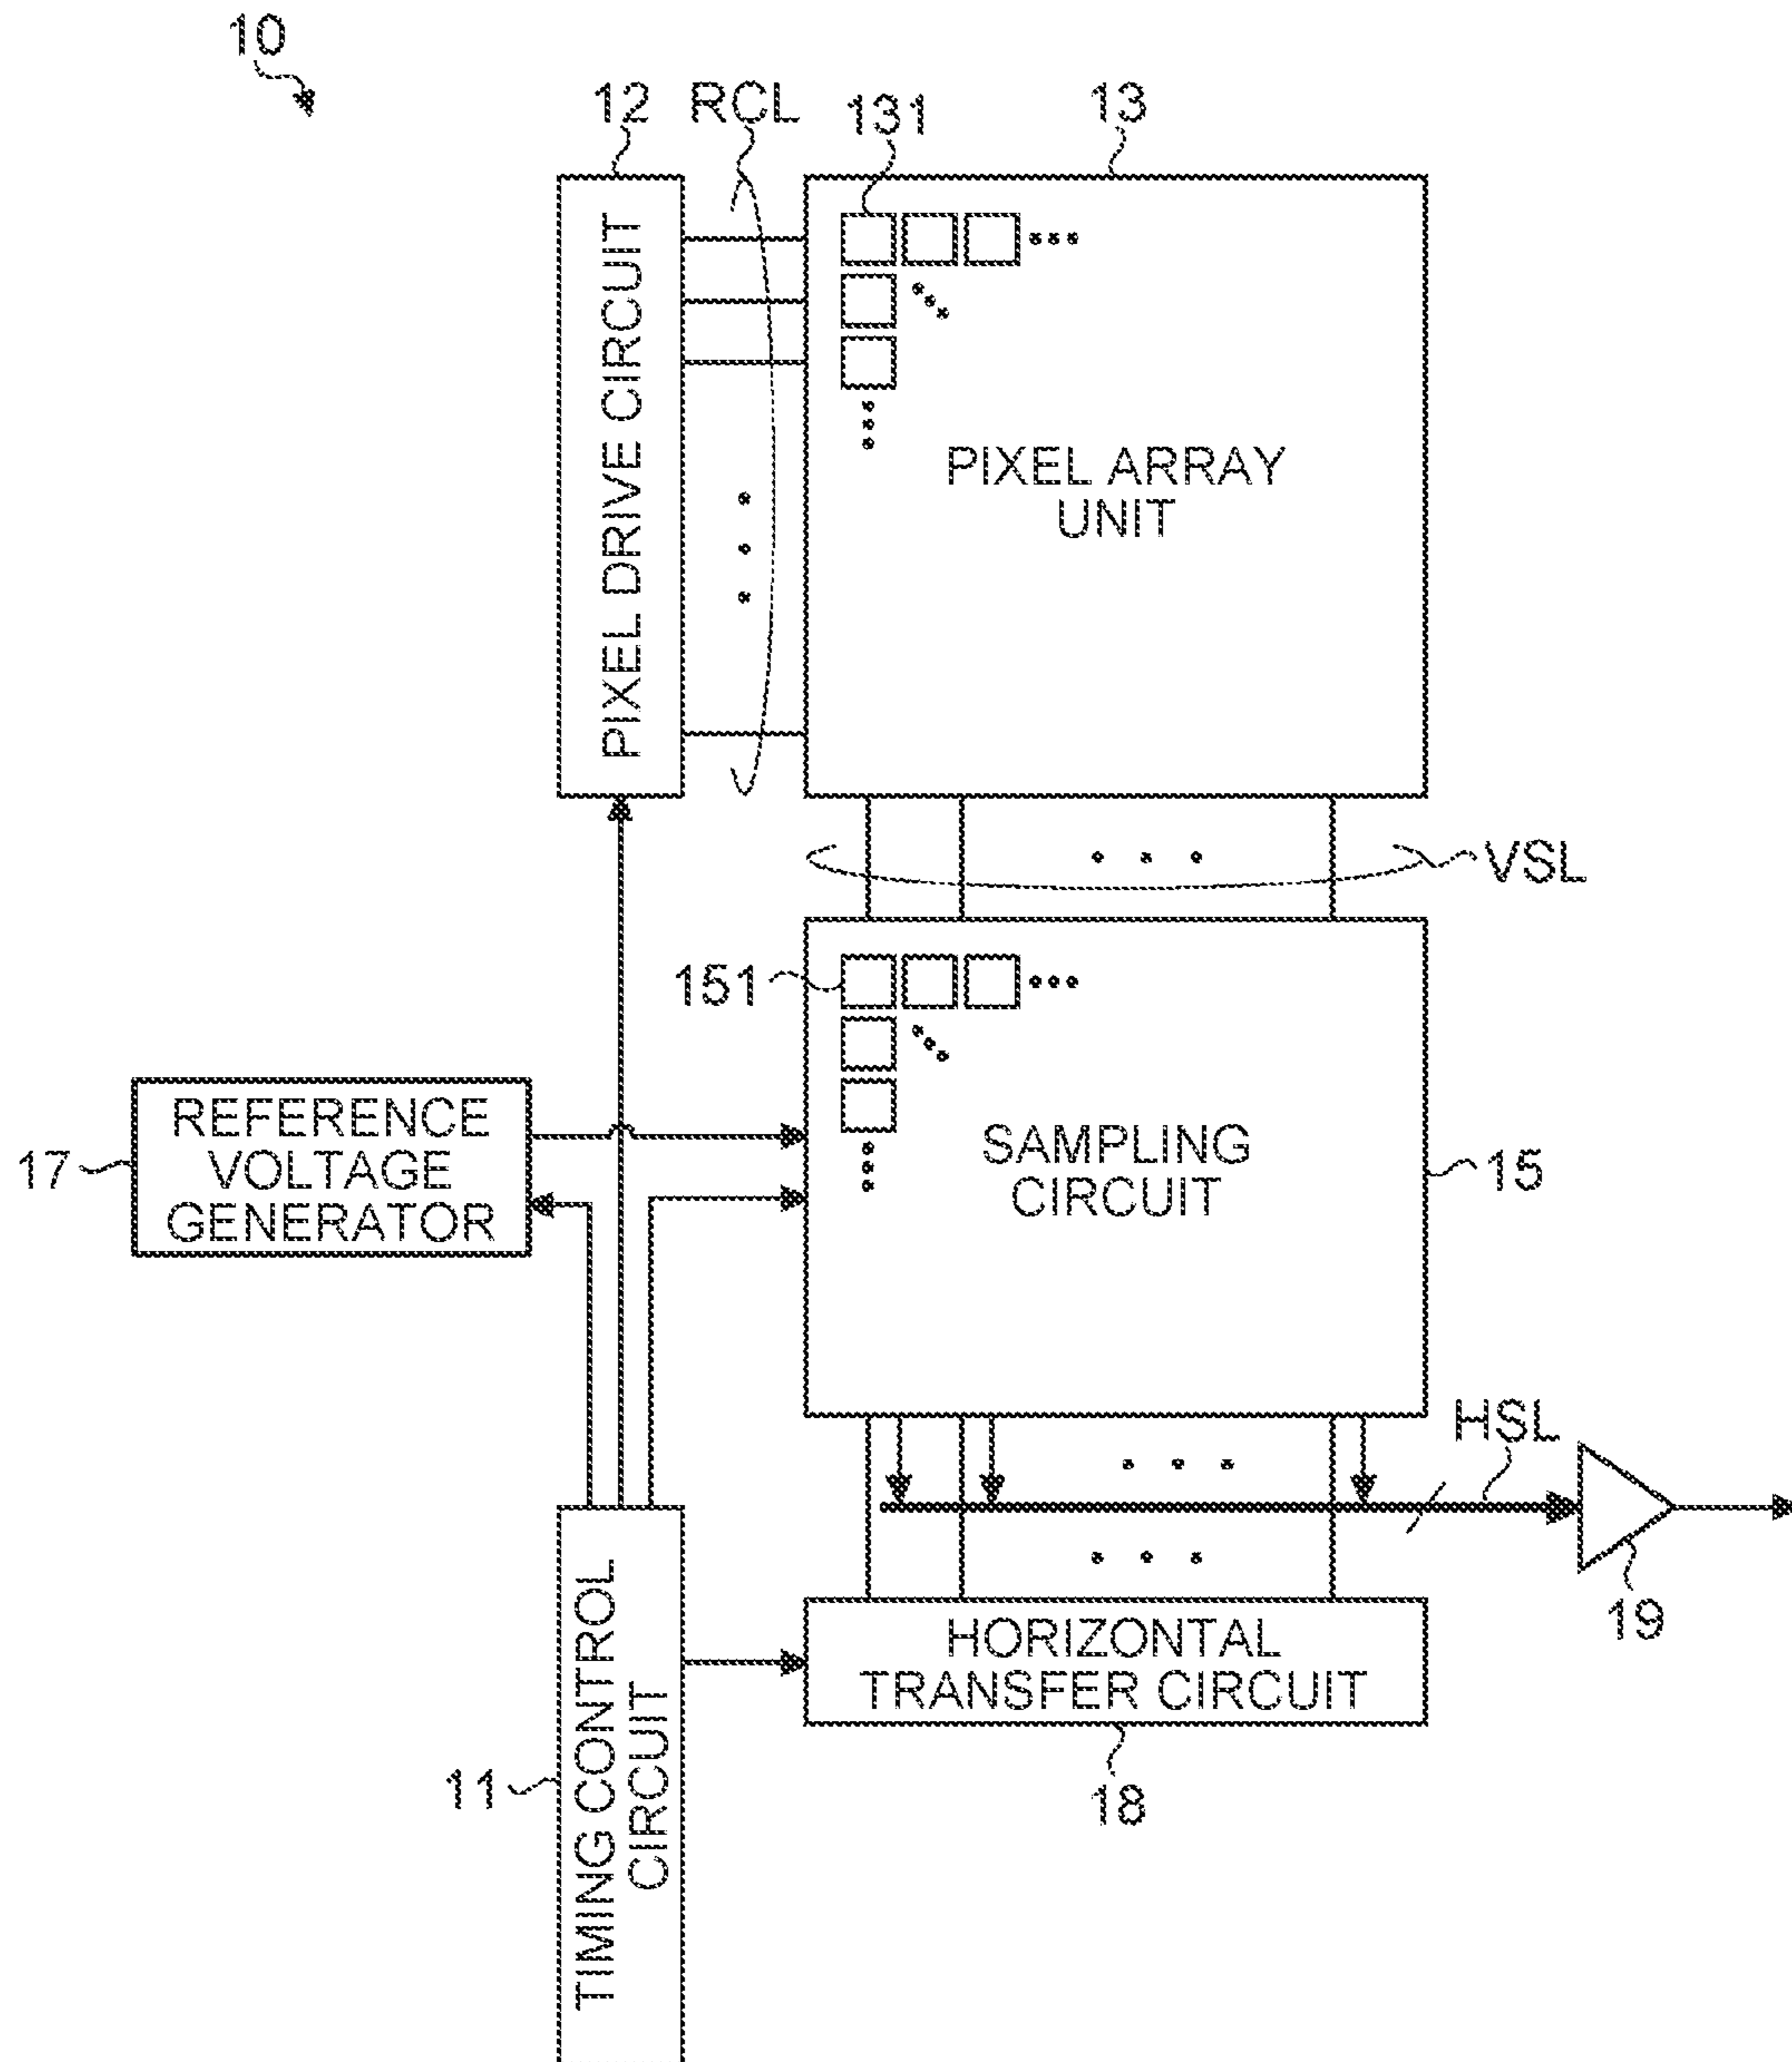 10
12
RCL
131
13
PIXEL DRIVE CIRCUIT
PIXEL ARRAY
UNIT
VSL
151
REFERENCE
VOLTAGE
GENERATOR
17
SAMPLING
CIRCUIT
15
HSL
19
TIMING CONTROL
CIRCUIT
11
HORIZONTAL
TRANSFER CIRCUIT
18